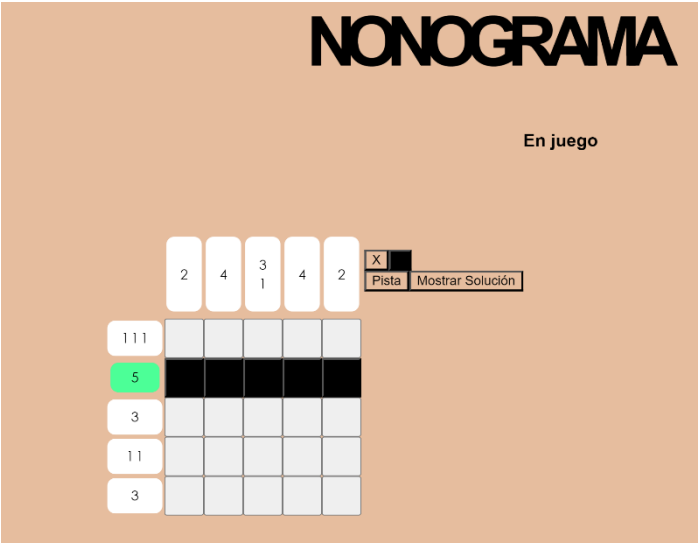 NONOGRAMA
En juego
2 4 3 1 4 2
X
Pista Mostrar Solución
1 1 1
5
3
1 1
3